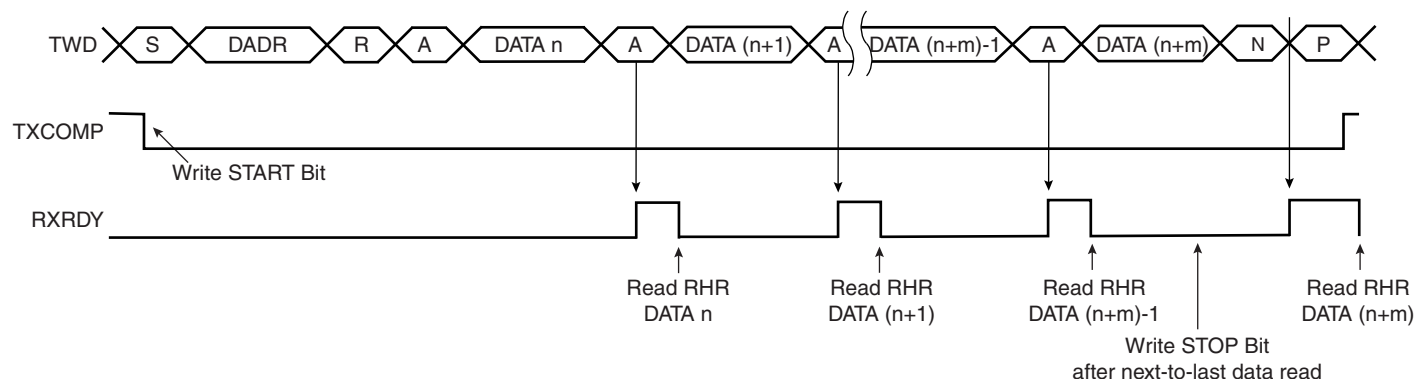 TWD S DADR R A DATA n A DATA (n+1) A DATA (n+m)-1 A DATA (n+m) N P
TXCOMP
Write START Bit
RXRDY
Read RHR
DATA n
Read RHR
DATA (n+1)
Read RHR
DATA (n+m)-1
Read RHR
DATA (n+m)
Write STOP Bit
after next-to-last data read